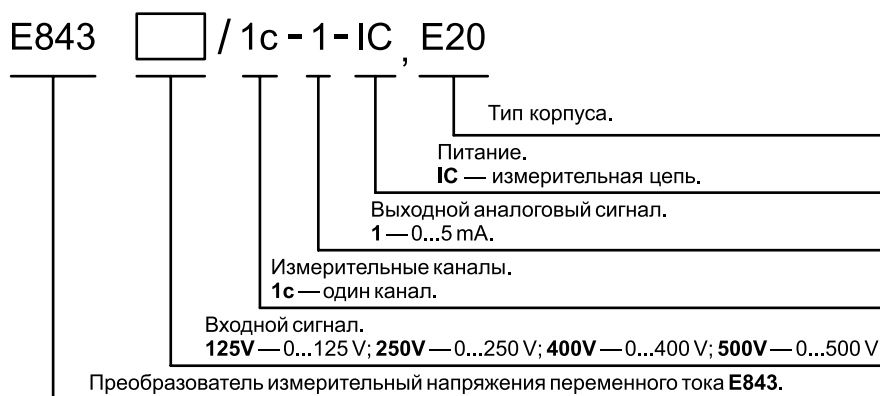 E843 / 1c - 1 - IC, E20
Тип корпуса.
Питание.
IC — измерительная цепь.
Выходной аналоговый сигнал.
1 — 0...5 mA.
Измерительные каналы.
1c — один канал.
Входной сигнал.
125V — 0...125 V; 250V — 0...250 V; 400V — 0...400 V; 500V — 0...500 V
Преобразователь измерительный напряжения переменного тока E843.